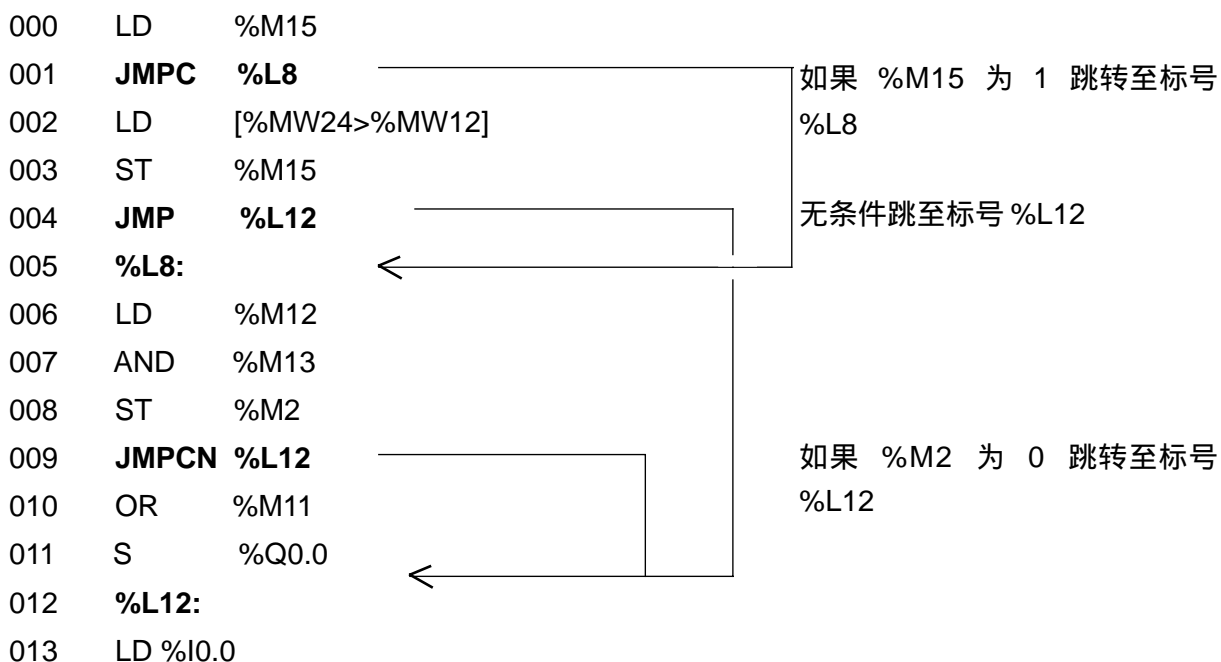 000 LD %M15
001 JMPC %L8 如果 %M15 为 1 跳转至标号
002 LD [%MW24>%MW12] %L8
003 ST %M15
004 JMP %L12 无条件跳至标号 %L12
005 %L8:
006 LD %M12
007 AND %M13
008 ST %M2
009 JMPCN %L12 如果 %M2 为 0 跳转至标号
010 OR %M11 %L12
011 S %Q0.0
012 %L12:
013 LD %I0.0